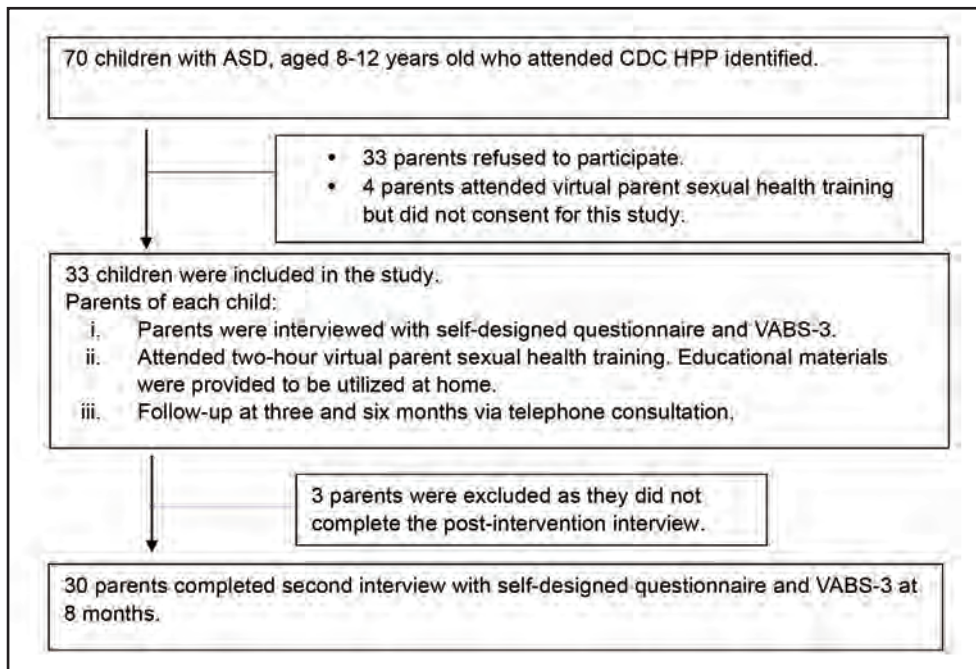 70 children with ASD, aged 8-12 years old who attended CDC HPP identified.
• 33 parents refused to participate.
• 4 parents attended virtual parent sexual health training
but did not consent for this study.
33 children were included in the study.
Parents of each child:
i. Parents were interviewed with self-designed questionnaire and VABS-3.
ii. Attended two-hour virtual parent sexual health training. Educational materials
were provided to be utilized at home.
iii. Follow-up at three and six months via telephone consultation.
3 parents were excluded as they did not
complete the post-intervention interview.
30 parents completed second interview with self-designed questionnaire and VABS-3 at
8 months.